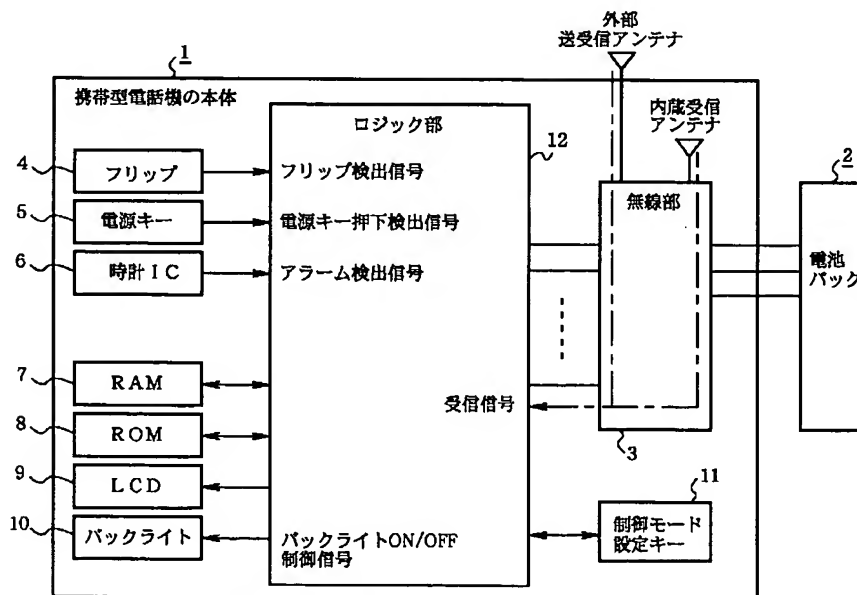 外部
送受信アンテナ
1
携帯型電話機の本体
ロジック部
12
内蔵受信
アンテナ
2
4
フリップ
フリップ検出信号
無線部
5
電源キー
電源キー押下検出信号
6
時計IC
アラーム検出信号
電池
パック
7
RAM
受信信号
8
ROM
3
9
LCD
11
10
バックライト
バックライトON/OFF
制御信号
制御モード
設定キー